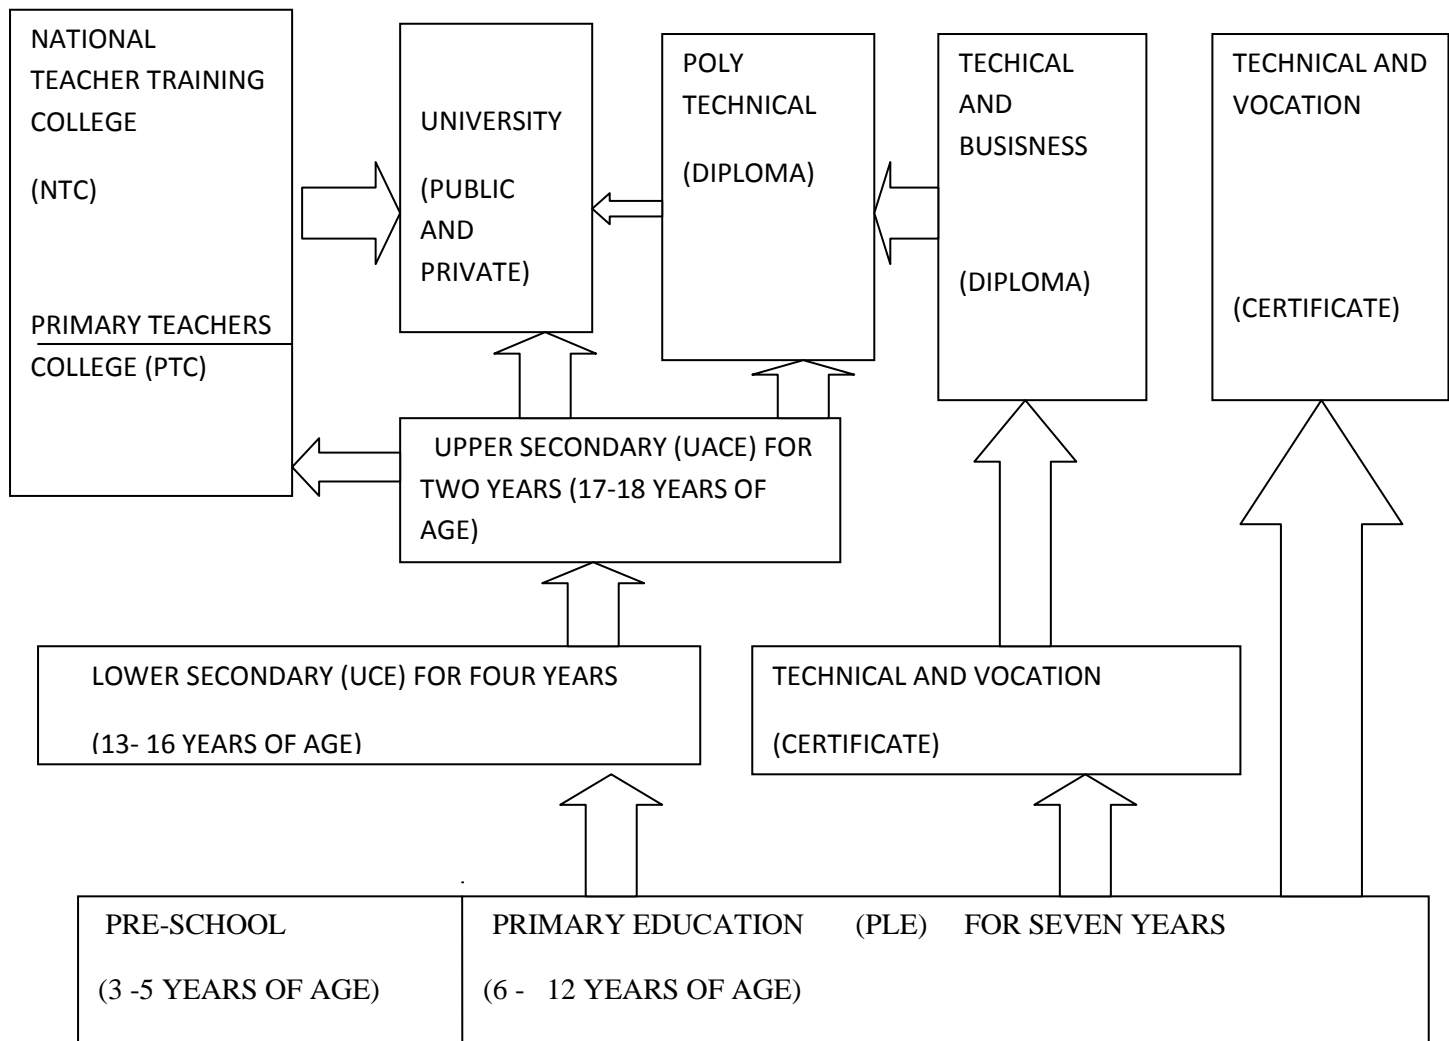 NATIONAL
TEACHER TRAINING
COLLEGE
(NTC)
PRIMARY TEACHERS
COLLEGE (PTC)
UNIVERSITY
(PUBLIC
AND
PRIVATE)
POLY
TECHNICAL
(DIPLOMA)
TECHICAL
AND
BUSISNESS
(DIPLOMA)
TECHNICAL AND
VOCATION
(CERTIFICATE)
UPPER SECONDARY (UACE) FOR
TWO YEARS (17-18 YEARS OF
AGE)
LOWER SECONDARY (UCE) FOR FOUR YEARS
(13- 16 YEARS OF AGE)
TECHNICAL AND VOCATION
(CERTIFICATE)
PRE-SCHOOL
(3 -5 YEARS OF AGE)
PRIMARY EDUCATION (PLE) FOR SEVEN YEARS
(6 - 12 YEARS OF AGE)